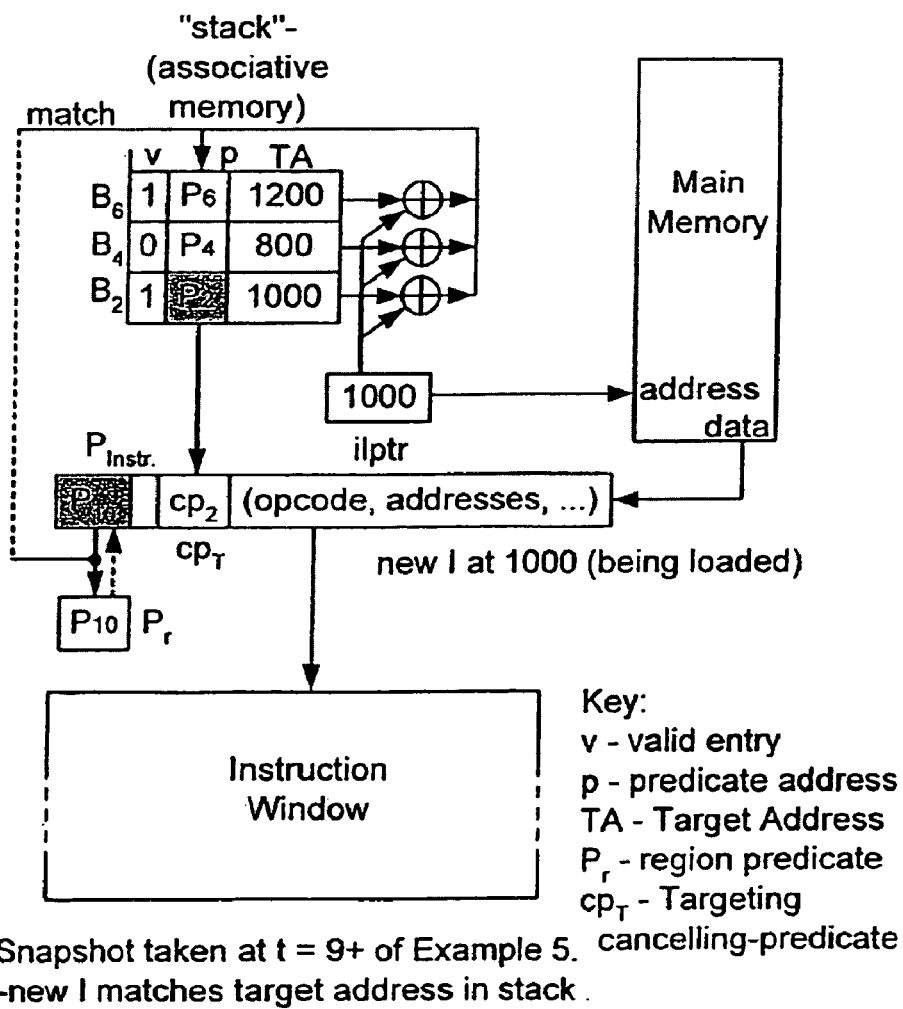 "stack"-
(associative
memory)
match
v p TA
B6 1 P6 1200
B4 0 P4 800
B2 1 P2 1000
Main
Memory
1000
address
data
ilptr
PInstr.
P10 cp2 (opcode, addresses, ...)
cpT
new I at 1000 (being loaded)
P10 Pr
Instruction
Window
Key:
v - valid entry
p - predicate address
TA - Target Address
Pr - region predicate
cpT - Targeting
cancelling-predicate
Snapshot taken at t = 9+ of Example 5.
-new I matches target address in stack .